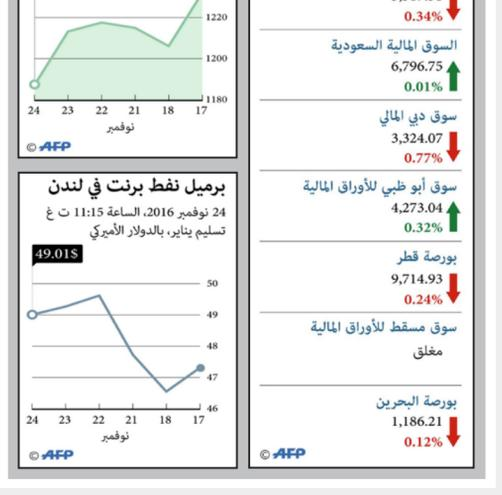 0.34%
السوق المالية السعودية
6,796.75
0.01%
سوق دبي المالي
3,324.07
0.77%
سوق أبو ظبي للأوراق المالية
4,273.04
0.32%
بورصة قطر
9,714.93
0.24%
سوق مسقط للأوراق المالية
مغلق
بورصة البحرين
1,186.21
0.12%
© AFP
1220
1200
1180
17 18 21 22 23 24
نوفمبر
© AFP
برميل نفط برنت في لندن
24 نوفمبر 2016، الساعة 11:15 ت غ
تسليم يناير، بالدولار الأميركي
49.01$
50
49
48
47
46
17 18 21 22 23 24
نوفمبر
© AFP